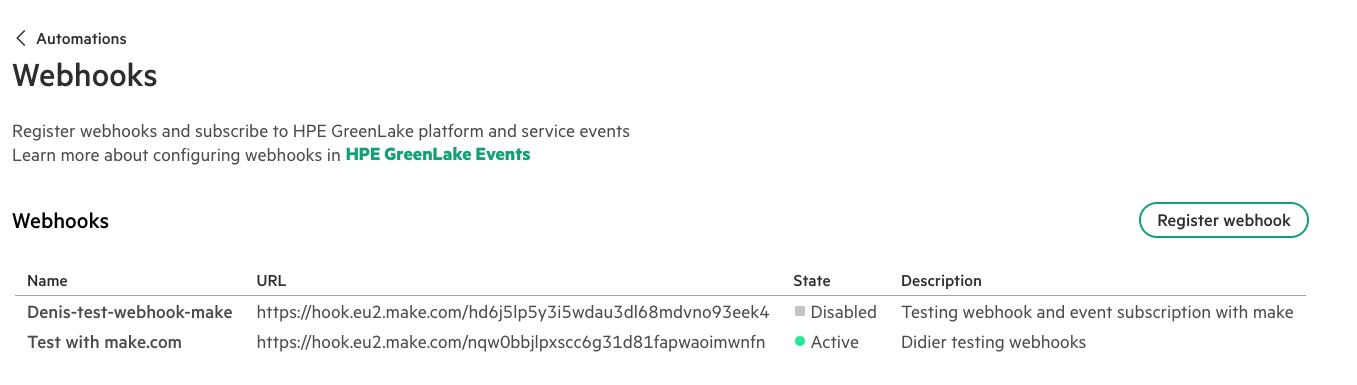 Automations
Webhooks
Register webhooks and subscribe to HPE GreenLake platform and service events
Learn more about configuring webhooks in HPE GreenLake Events
Webhooks
Register webhook
Name URL State Description
Denis-test-webhook-make https://hook.eu2.make.com/hd6j5lp5y3i5wdau3dl68mdvno93eek4 Disabled Testing webhook and event subscription with make
Test with make.com https://hook.eu2.make.com/nqw0bbjlpxscc6g31d81fapwaoimwnfn Active Didier testing webhooks